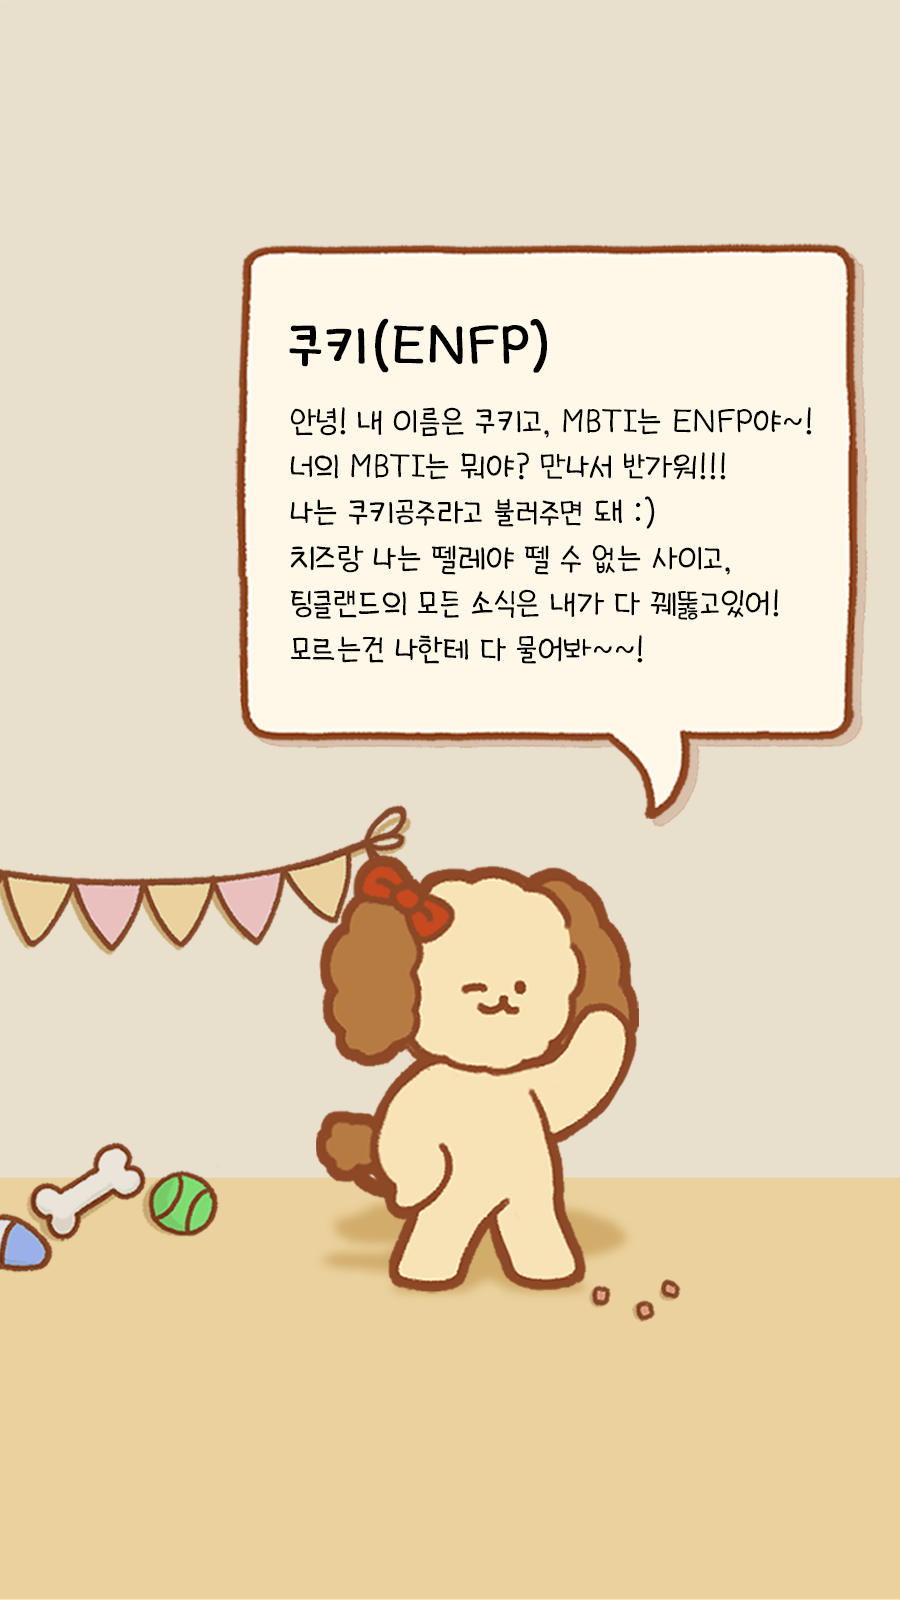 쿠키(ENFP)
안녕! 내 이름은 쿠키고, MBTI는 ENFP야~!
너의 MBTI는 뭐야? 만나서 반가워!!!
나는 쿠키공주라고 불러주면 돼 :)
치즈랑 나는 뗄레야 뗄 수 없는 사이고,
팅클랜드의 모든 소식은 내가 다 꿰뚫고있어!
모르는건 나한테 다 물어봐~~!